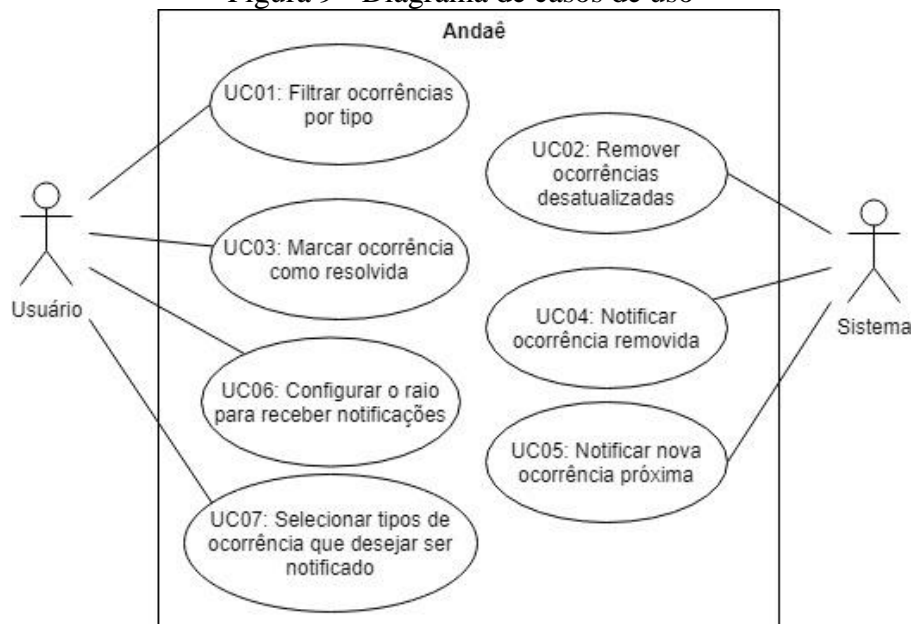 Figura 9 - Diagrama de casos de uso
Andaê
UC01: Filtrar ocorrências
por tipo
UC02: Remover
ocorrências
desatualizadas
UC03: Marcar ocorrência
como resolvida
Usuário
UC04: Notificar
ocorrência removida
Sistema
UC06: Configurar o raio
para receber notificações
UC05: Notificar nova
ocorrência próxima
UC07: Selecionar tipos de
ocorrência que desejar ser
notificado